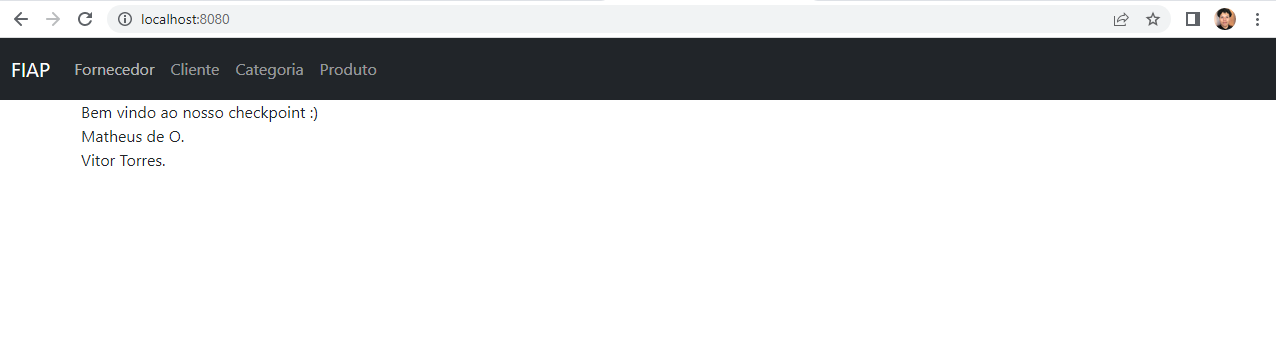 localhost:8080
FIAP Fornecedor Cliente Categoria Produto
Bem vindo ao nosso checkpoint :)
Matheus de O.
Vitor Torres.